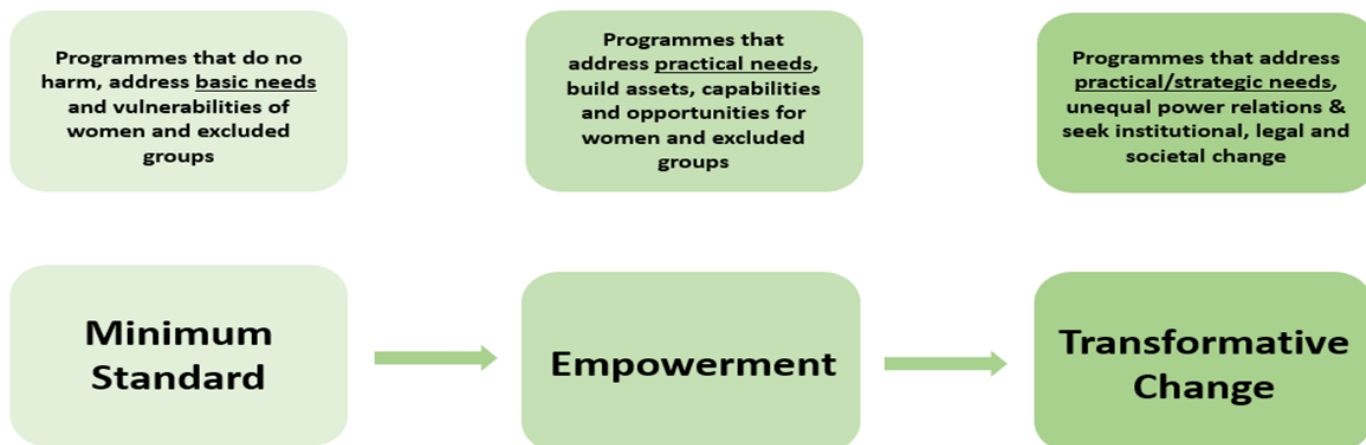 Programmes that do no
harm, address basic needs
and vulnerabilities of
women and excluded
groups
Programmes that
address practical needs,
build assets, capabilities
and opportunities for
women and excluded
groups
Programmes that address
practical/strategic needs,
unequal power relations &
seek institutional, legal and
societal change
Minimum
Standard
Empowerment
Transformative
Change